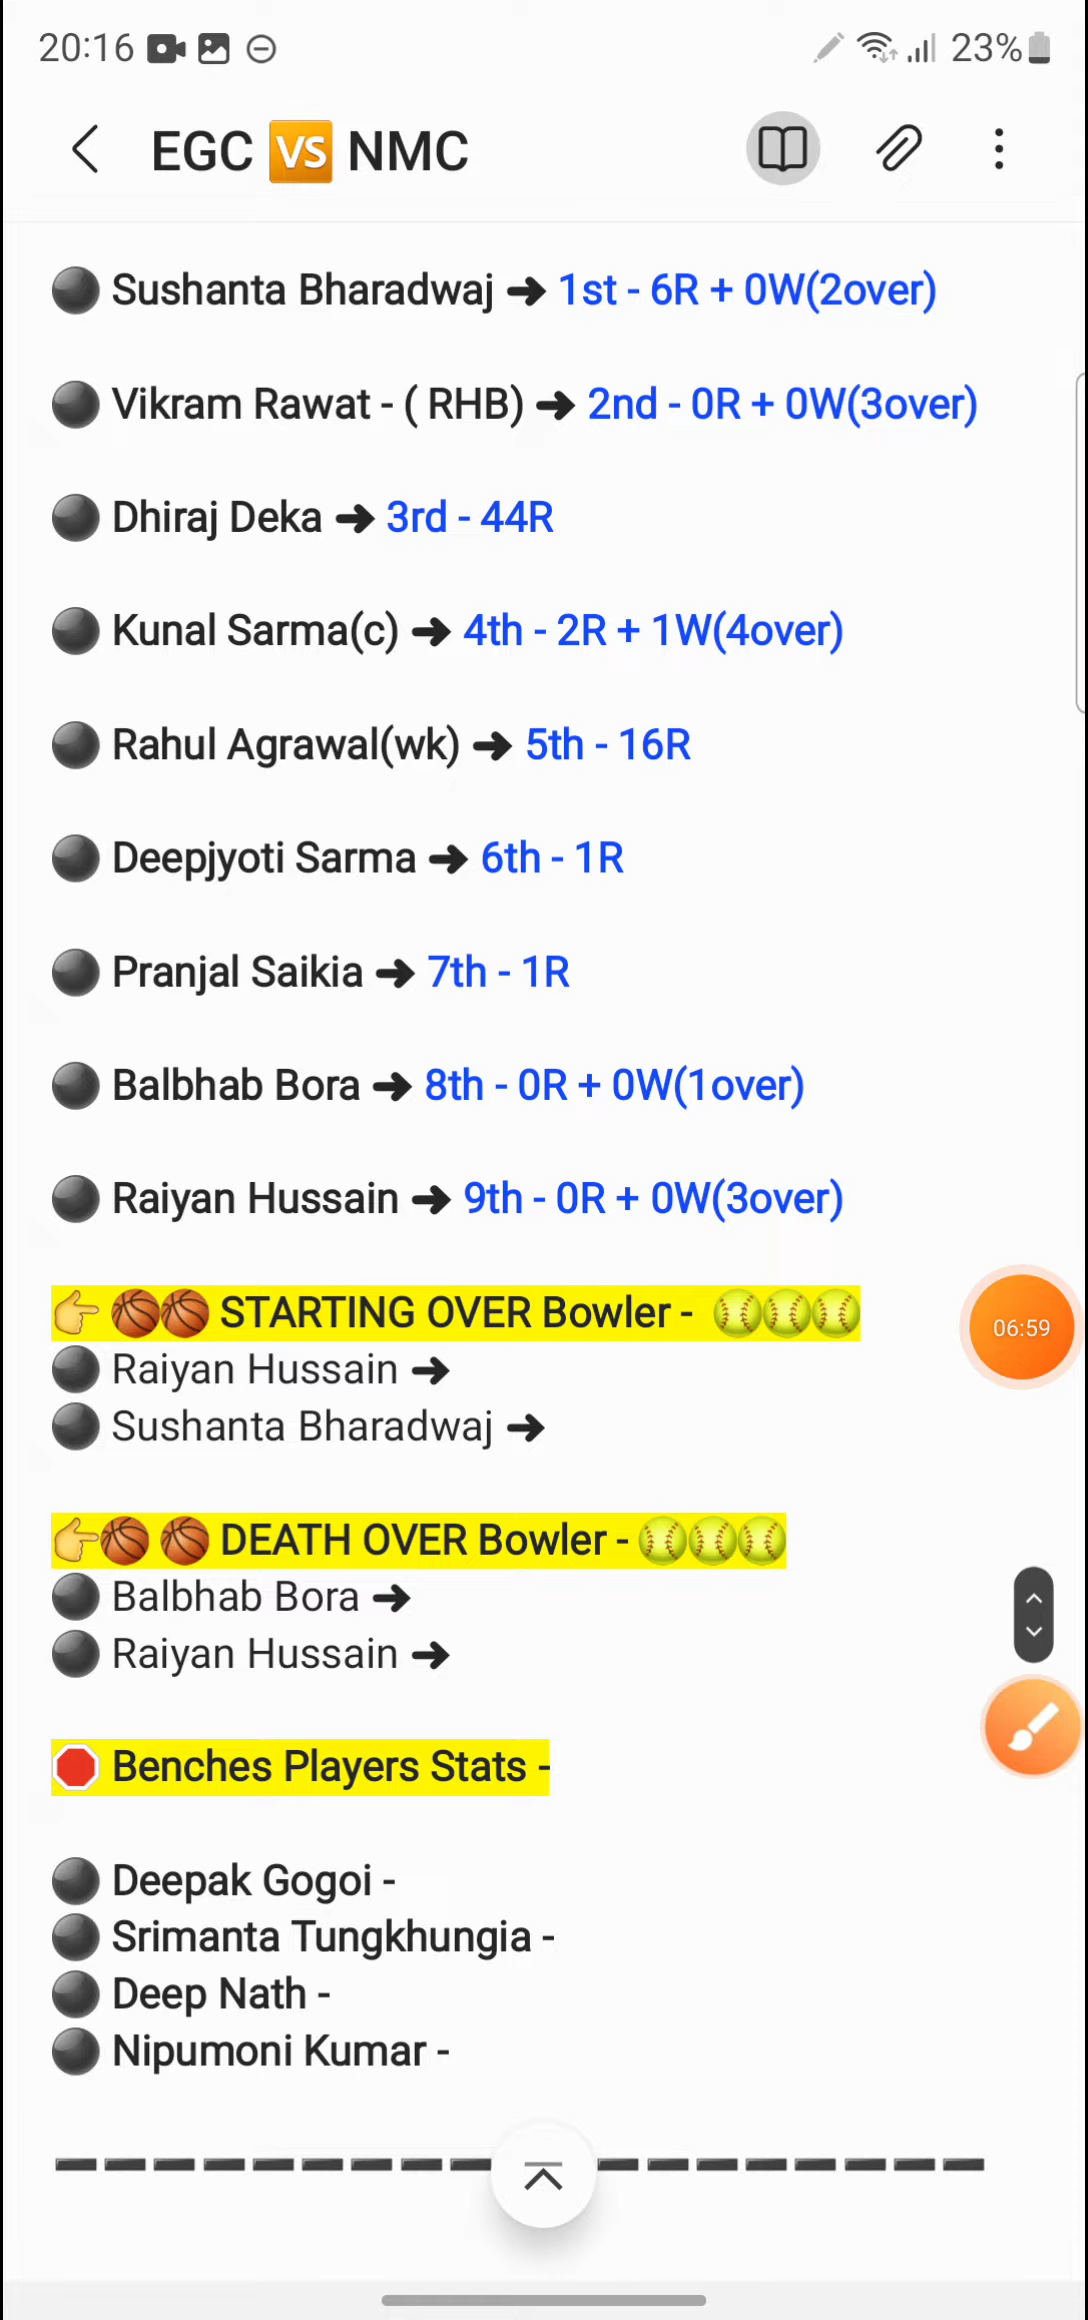 20:16 23%
EGC VS NMC
Sushanta Bharadwaj → 1st - 6R + 0W(2over)
Vikram Rawat - ( RHB) → 2nd - 0R + 0W(3over)
Dhiraj Deka → 3rd - 44R
Kunal Sarma(c) → 4th - 2R + 1W(4over)
Rahul Agrawal(wk) → 5th - 16R
Deepjyoti Sarma → 6th - 1R
Pranjal Saikia → 7th - 1R
Balbhab Bora → 8th - 0R + 0W(1over)
Raiyan Hussain → 9th - 0R + 0W(3over)
👉 🏀🏀 STARTING OVER Bowler - 🥎🥎🥎
06:59
Raiyan Hussain →
Sushanta Bharadwaj →
👉🏀 🏀 DEATH OVER Bowler - 🥎🥎🥎
Balbhab Bora →
Raiyan Hussain →
🛑 Benches Players Stats -
Deepak Gogoi -
Srimanta Tungkhungia -
Deep Nath -
Nipumoni Kumar -